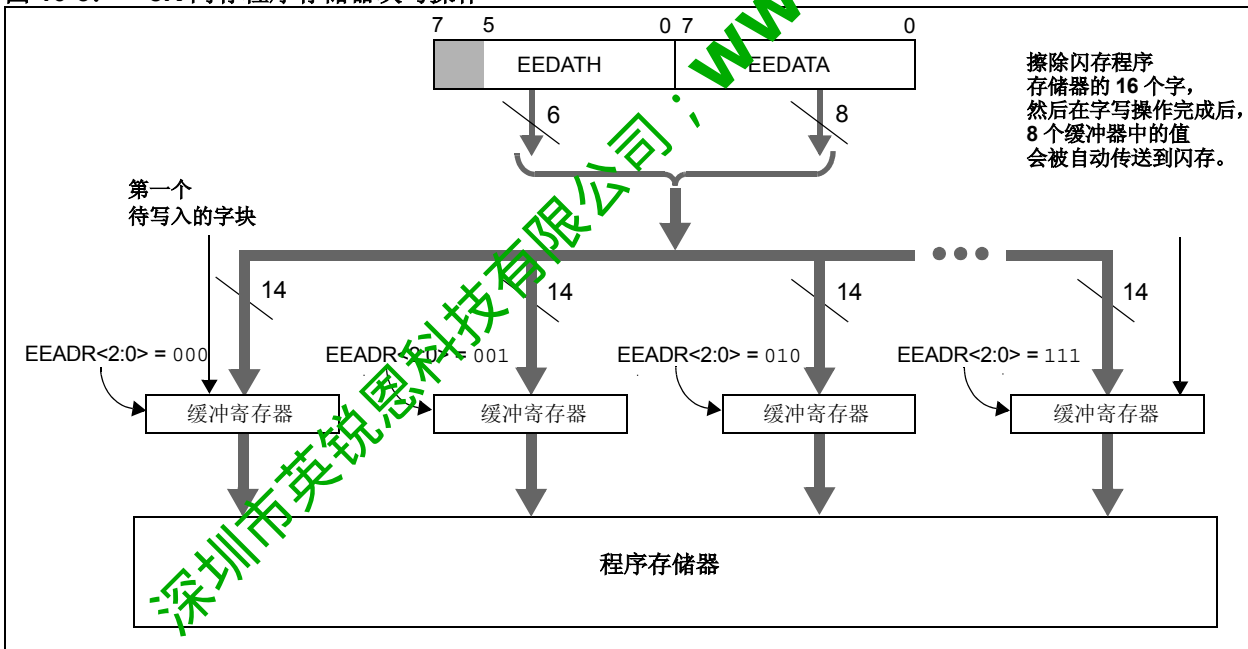 7 5 0 7 0
EEDATH EEDATA
6 8
擦除闪存程序
存储器的 16 个字，
然后在字写操作完成后，
8 个缓冲器中的值
会被自动传送到闪存。
第一个
待写入的字块
14 14 14 14
EEADR<2:0> = 000 EEADR<2:0> = 001 EEADR<2:0> = 010 EEADR<2:0> = 111
缓冲寄存器 缓冲寄存器 缓冲寄存器 缓冲寄存器
程序存储器
深圳市英锐恩科技有限公司；